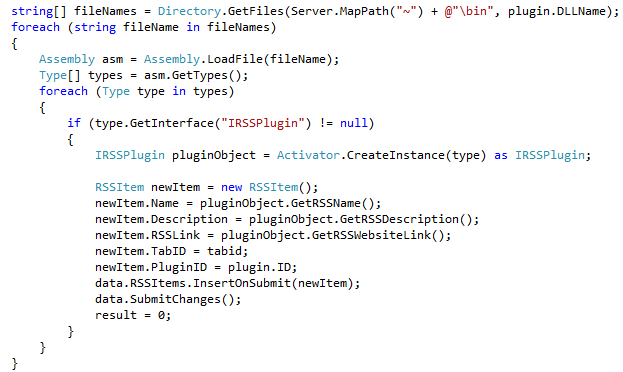 string[] fileNames = Directory.GetFiles(Server.MapPath("~") + @"\bin", plugin.DLLName);
foreach (string fileName in fileNames)
{
    Assembly asm = Assembly.LoadFile(fileName);
    Type[] types = asm.GetTypes();
    foreach (Type type in types)
    {
        if (type.GetInterface("IRSSPlugin") != null)
        {
            IRSSPlugin pluginObject = Activator.CreateInstance(type) as IRSSPlugin;

            RSSItem newItem = new RSSItem();
            newItem.Name = pluginObject.GetRSSName();
            newItem.Description = pluginObject.GetRSSDescription();
            newItem.RSSLink = pluginObject.GetRSSWebsiteLink();
            newItem.TabID = tabid;
            newItem.PluginID = plugin.ID;
            data.RSSItems.InsertOnSubmit(newItem);
            data.SubmitChanges();
            result = 0;
        }
    }
}